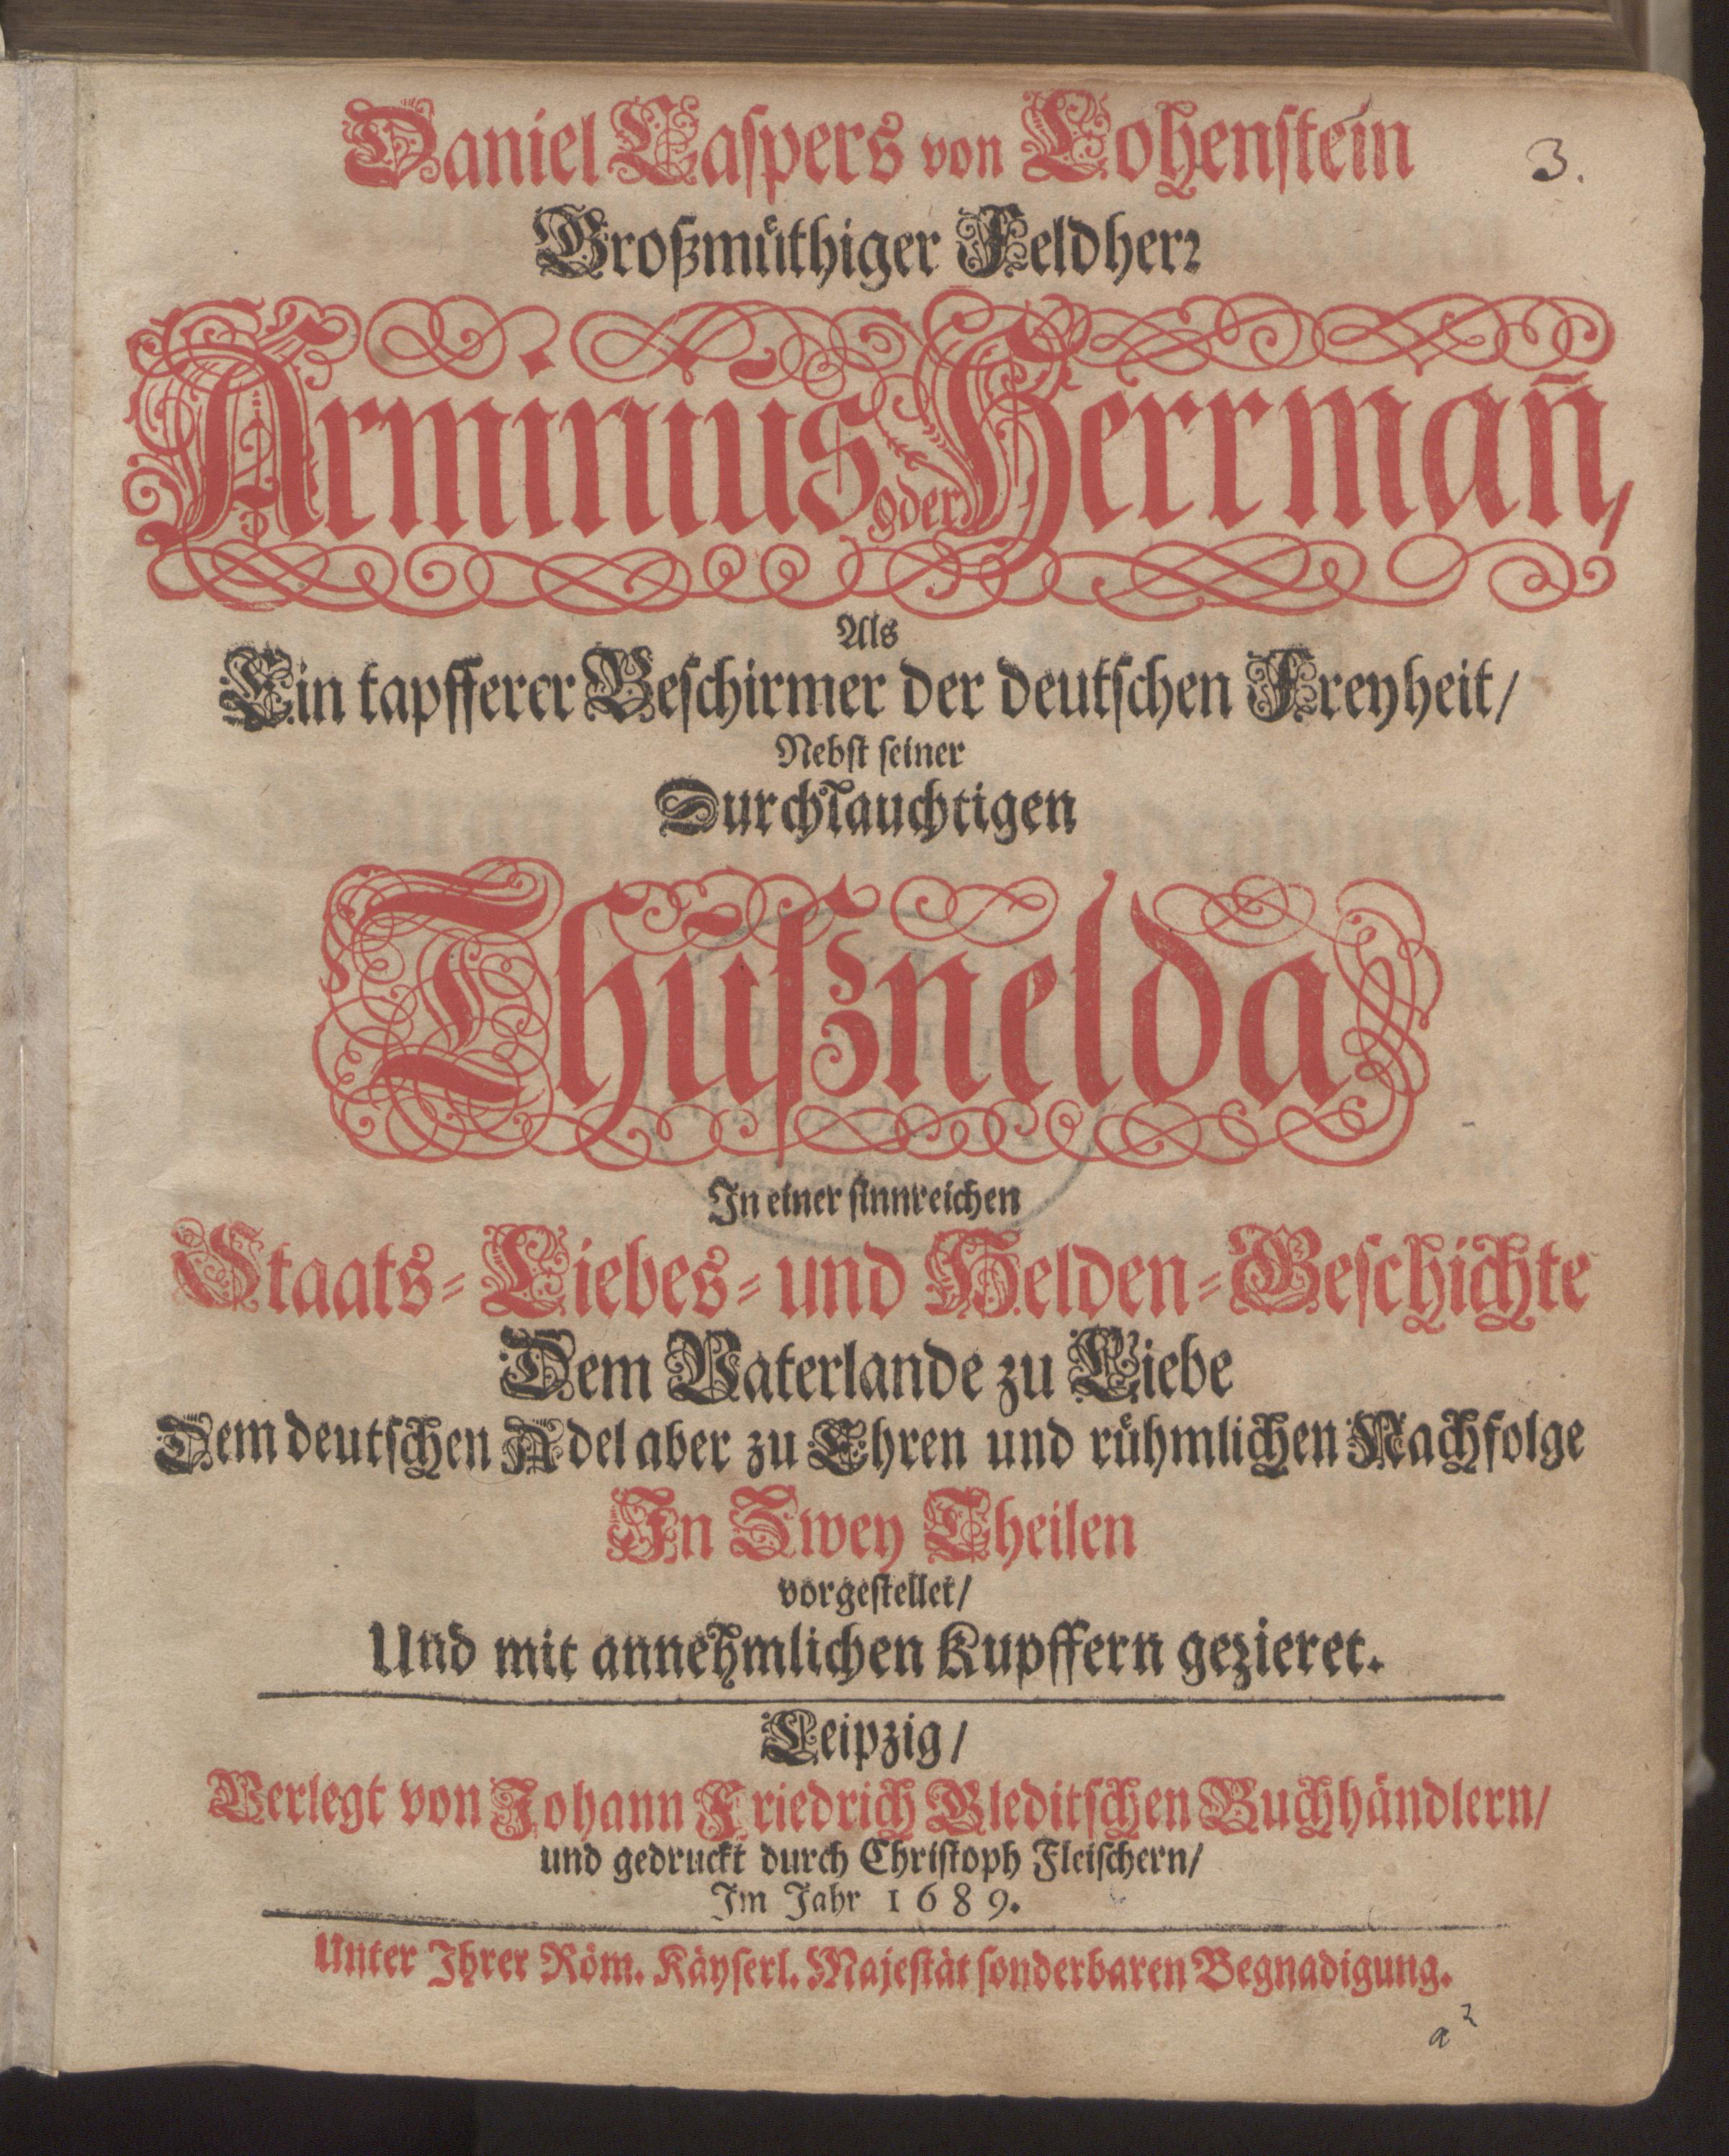 Daniel Caspers von Lohenstein
3.
Großmüthiger Feldherꝛ
Arminius oder Herrmañ/
Als
Ein tapfferer Beschirmer der deutschen Freyheit/
Nebst seiner
Durchlauchtigen
Thußnelda
In einer sinnreichen
Staats- Liebes- und Helden-Geschichte
Dem Vaterlande zu Liebe
Dem deutschen Adel aber zu Ehren und rühmlichen Nachfolge
In Zwey Theilen
vorgestellet/
Und mit annehmlichen Kupffern gezieret.
Leipzig/
Verlegt von Johann Friedrich Gleditschen Buchhändlern/
und gedruckt durch Christoph Fleischern/
Im Jahr 1689.
Unter Ihrer Röm. Käyserl. Majestät sonderbaren Begnadigung.
a²